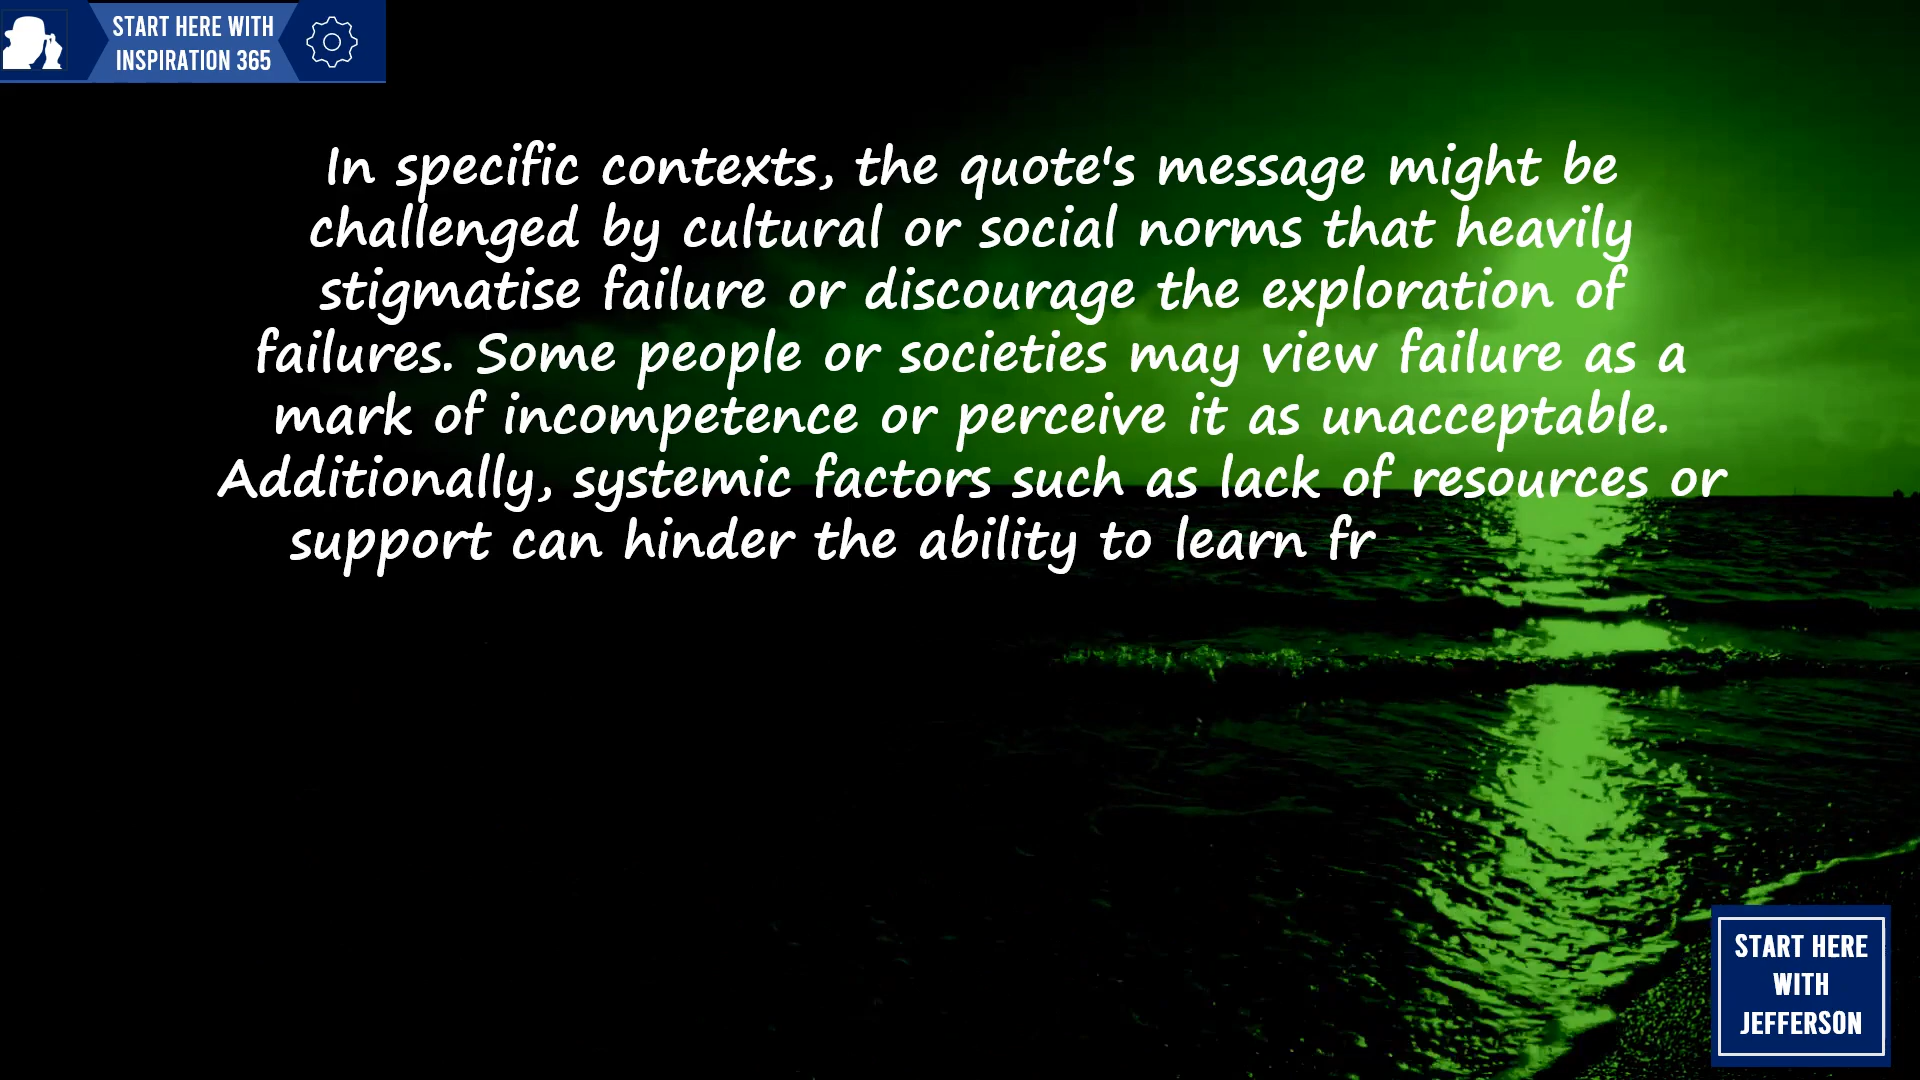 START HERE WITH
INSPIRATION 365
In specific contexts, the quote's message might be
challenged by cultural or social norms that heavily
stigmatise failure or discourage the exploration of
failures. Some people or societies may view failure as a
mark of incompetence or perceive it as unacceptable.
Additionally, systemic factors such as lack of resources or
support can hinder the ability to learn fr
START HERE
WITH
JEFFERSON